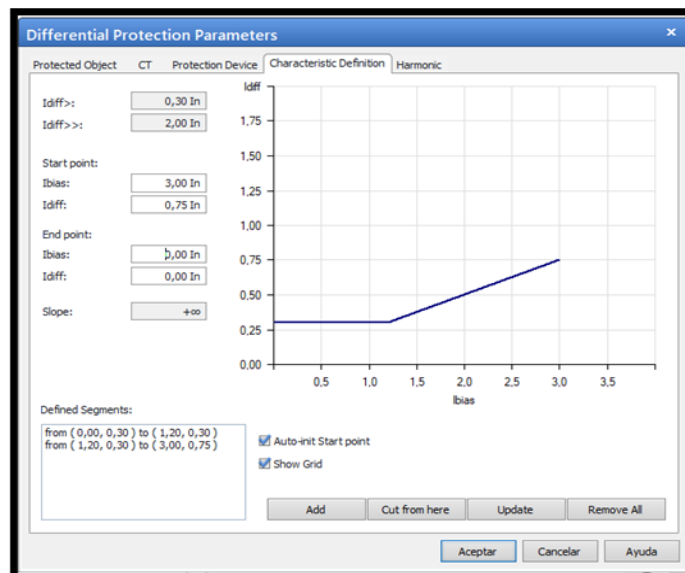 Differential Protection Parameters
Protected Object CT Protection Device Characteristic Definition Harmonic
Idiff>: 0,30 In
Idiff>>: 2,00 In
Start point:
Ibias: 3,00 In
Idiff: 0,75 In
End point:
Ibias: 0,00 In
Idiff: 0,00 In
Slope: +∞
Idiff
1,75
1,50
1,25
1,00
0,75
0,50
0,25
0,00
0,5 1,0 1,5 2,0 2,5 3,0 3,5
Ibias
Defined Segments:
from ( 0,00, 0,30 ) to ( 1,20, 0,30 )
from ( 1,20, 0,30 ) to ( 3,00, 0,75 )
Auto-init Start point
Show Grid
Add Cut from here Update Remove All
Aceptar Cancelar Ayuda